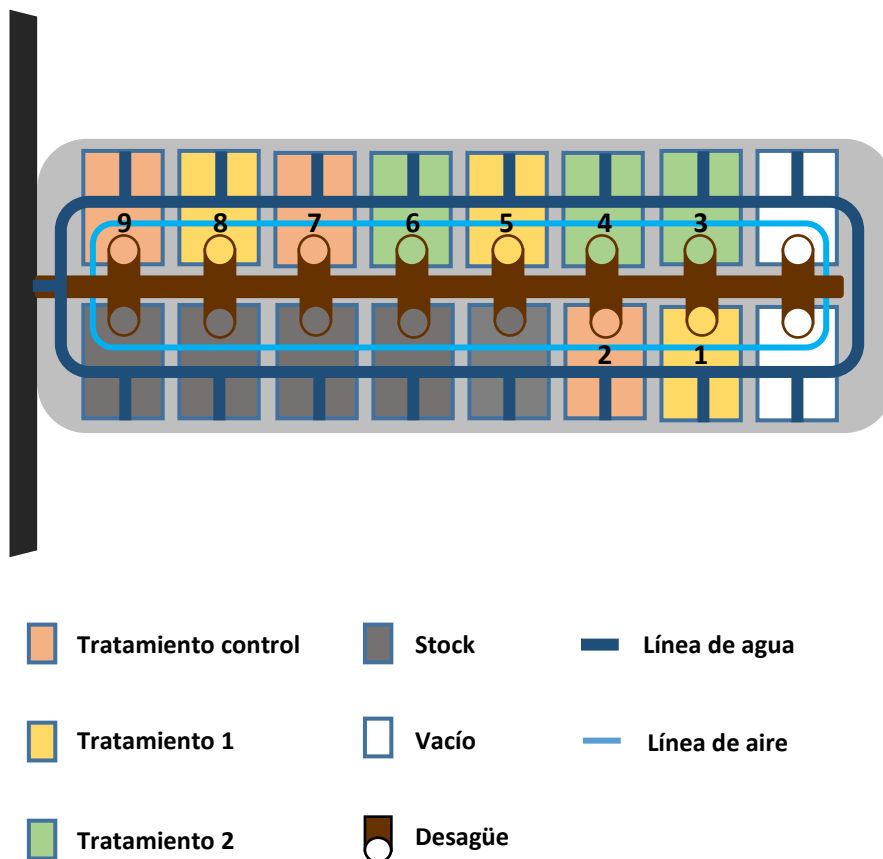 9 8 7 6 5 4 3
2 1
Tratamiento control Stock Línea de agua
Tratamiento 1 Vacío Línea de aire
Tratamiento 2 Desagüe